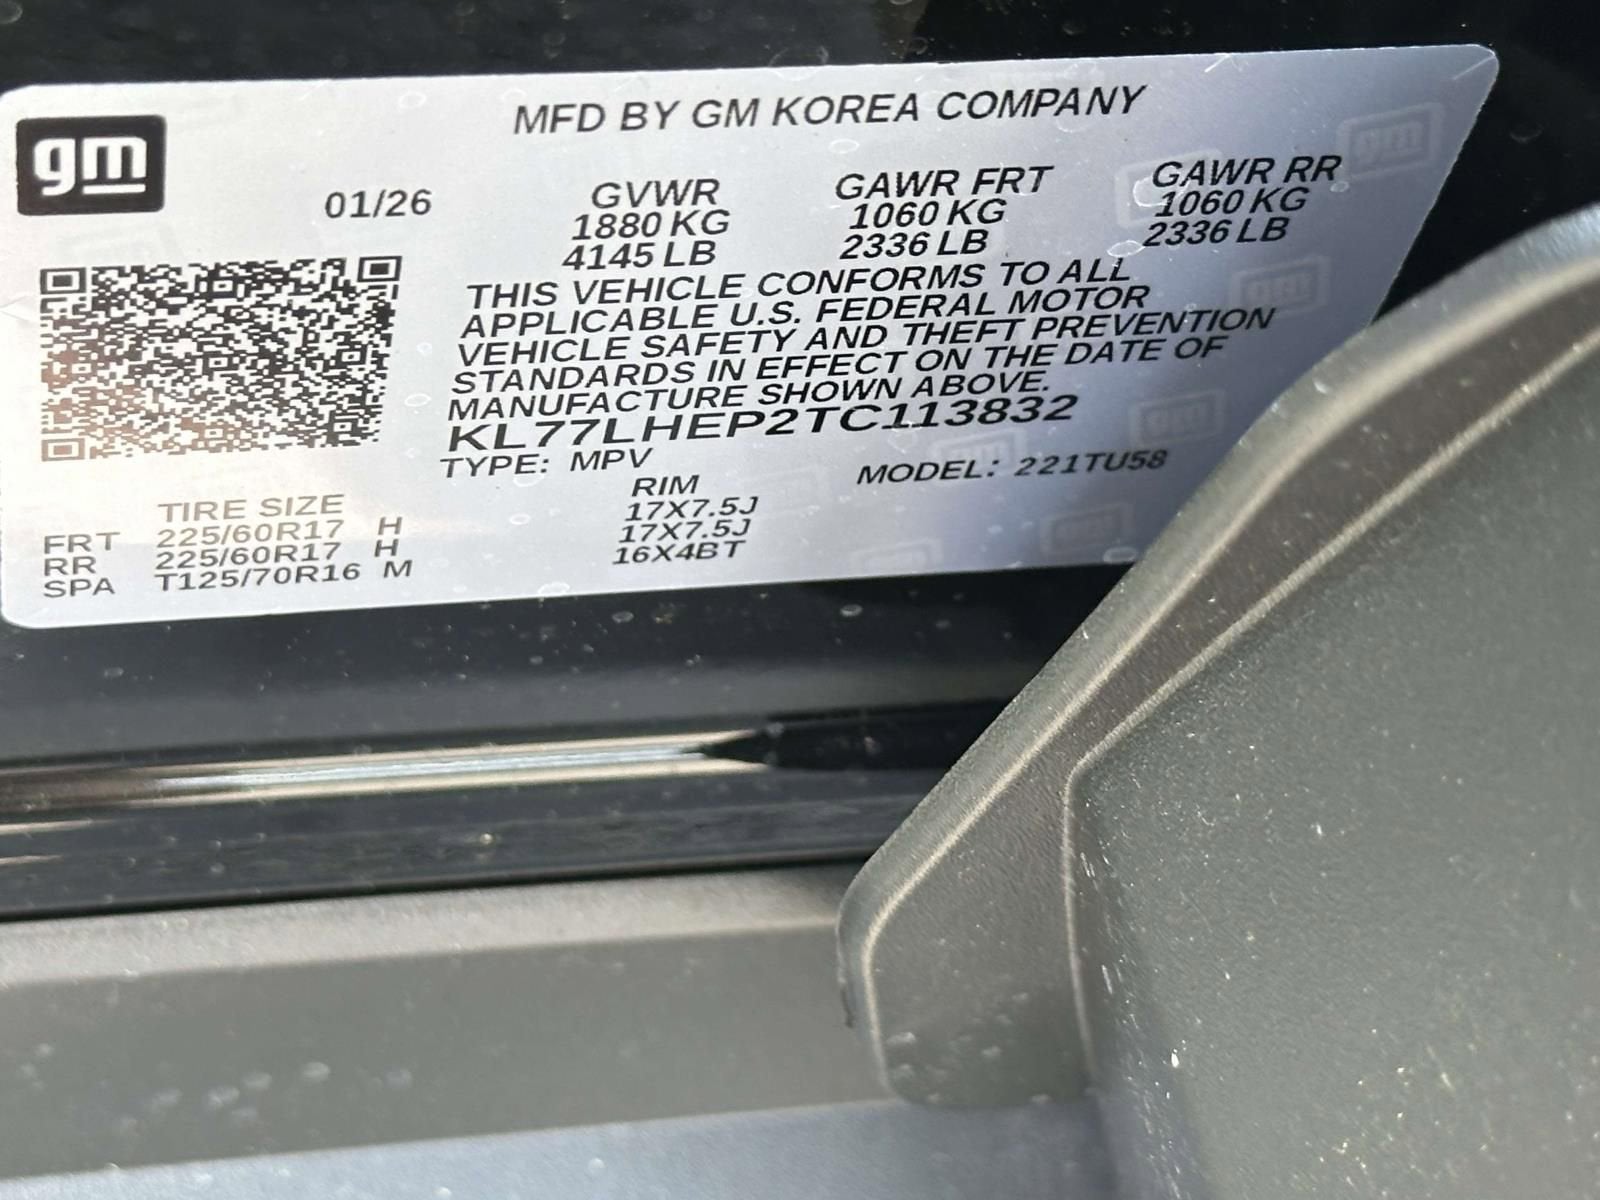 gm
MFD BY GM KOREA COMPANY
01/26 GVWR GAWR FRT GAWR RR
1880 KG 1060 KG 1060 KG
4145 LB 2336 LB 2336 LB
THIS VEHICLE CONFORMS TO ALL
APPLICABLE U.S. FEDERAL MOTOR
VEHICLE SAFETY AND THEFT PREVENTION
STANDARDS IN EFFECT ON THE DATE OF
MANUFACTURE SHOWN ABOVE.
KL77LHEP2TC113832
TYPE: MPV MODEL: 221TU58
TIRE SIZE RIM
FRT 225/60R17 H 17X7.5J
RR 225/60R17 H 17X7.5J
SPA T125/70R16 M 16X4BT